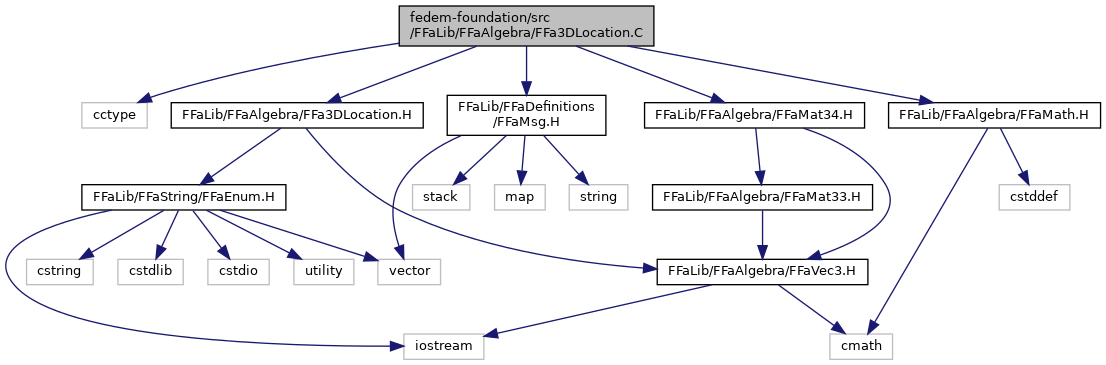 fedem-foundation/src
/FFaLib/FFaAlgebra/FFa3DLocation.C
cctype
FFaLib/FFaAlgebra/FFa3DLocation.H
FFaLib/FFaDefinitions
/FFaMsg.H
FFaLib/FFaAlgebra/FFaMat34.H
FFaLib/FFaAlgebra/FFaMath.H
FFaLib/FFaString/FFaEnum.H
stack
map
string
FFaLib/FFaAlgebra/FFaMat33.H
cstddef
cstring
cstdlib
cstdio
utility
vector
FFaLib/FFaAlgebra/FFaVec3.H
iostream
cmath